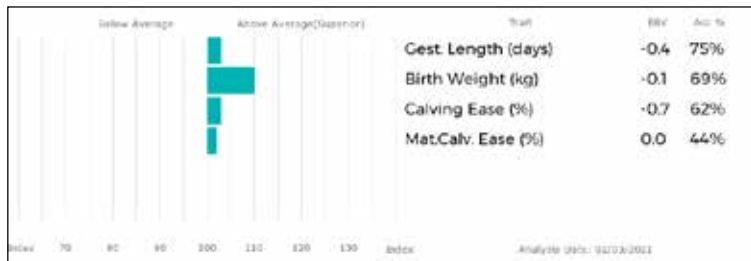 Below Average Above Average(Superior) Trait EBV Acc %
Gest. Length (days) -0.4 75%
Birth Weight (kg) -0.1 69%
Calving Ease (%) -0.7 62%
Mat.Calv. Ease (%) 0.0 44%
Index 70 80 90 100 110 120 130 Index Analysis Date: